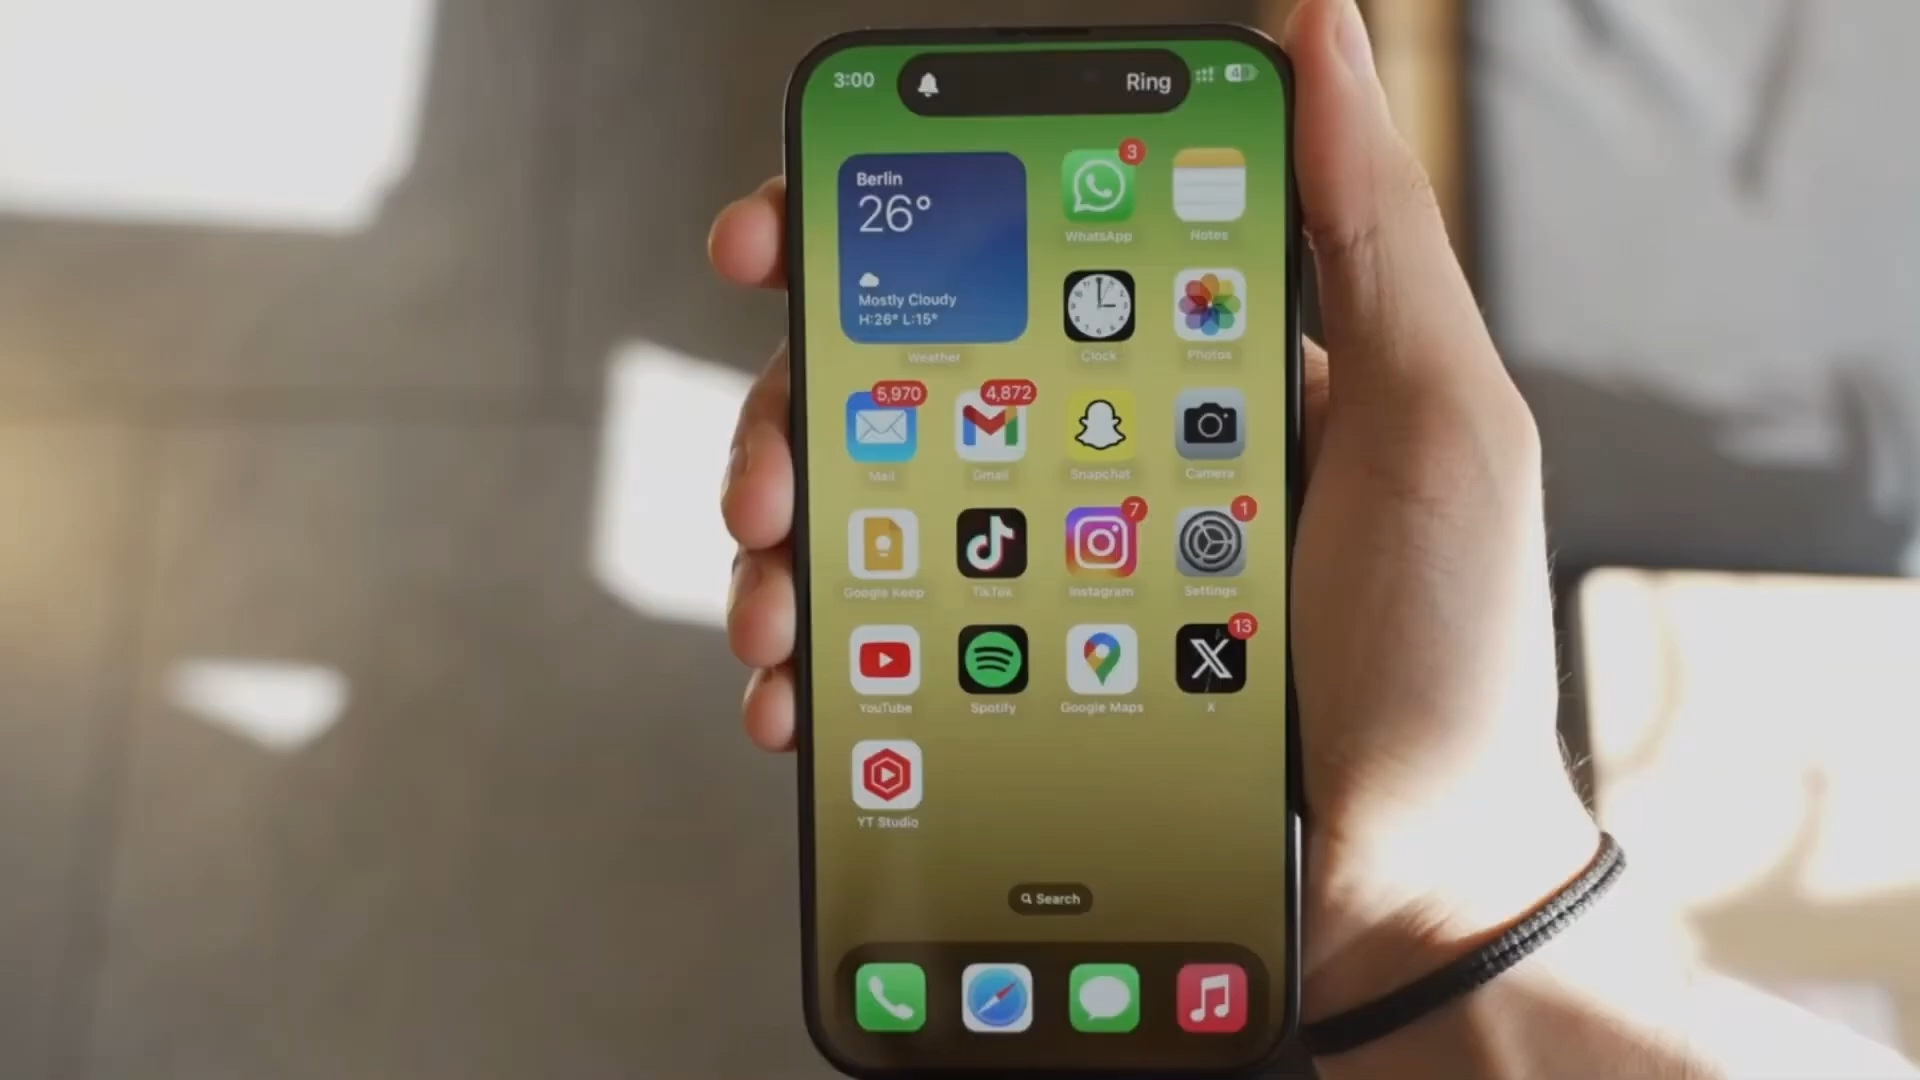 3:00 Ring
Berlin
26°
Mostly Cloudy
H:26° L:15°
Weather
3
WhatsApp
Notes
Clock
Photos
5,970
Mail
4,872
Gmail
Snapchat
Camera
Google Keep
TikTok
7
Instagram
1
Settings
YouTube
Spotify
Google Maps
13
X
YT Studio
Search